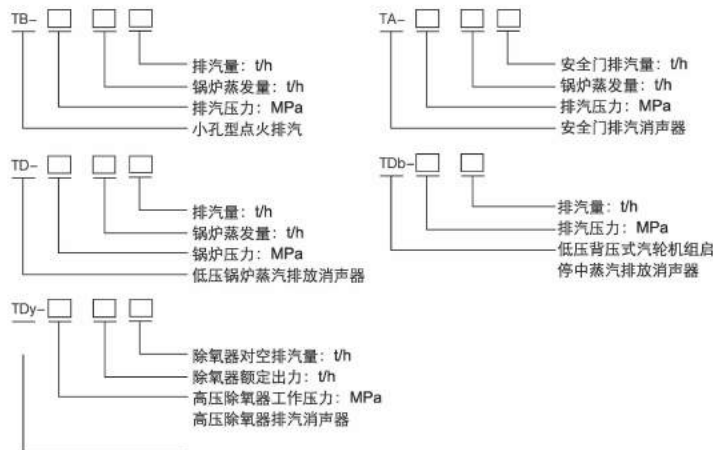 TB-
排汽量：t/h
锅炉蒸发量：t/h
排汽压力：MPa
小孔型点火排汽
TA-
安全门排汽量：t/h
锅炉蒸发量：t/h
排汽压力：MPa
安全门排汽消声器
TD-
排汽量：t/h
锅炉蒸发量：t/h
锅炉压力：MPa
低压锅炉蒸汽排放消声器
TDb-
排汽量：t/h
排汽压力：MPa
低压背压式汽轮机组启
停中蒸汽排放消声器
TDy-
除氧器对空排汽量：t/h
除氧器额定出力：t/h
高压除氧器工作压力：MPa
高压除氧器排汽消声器